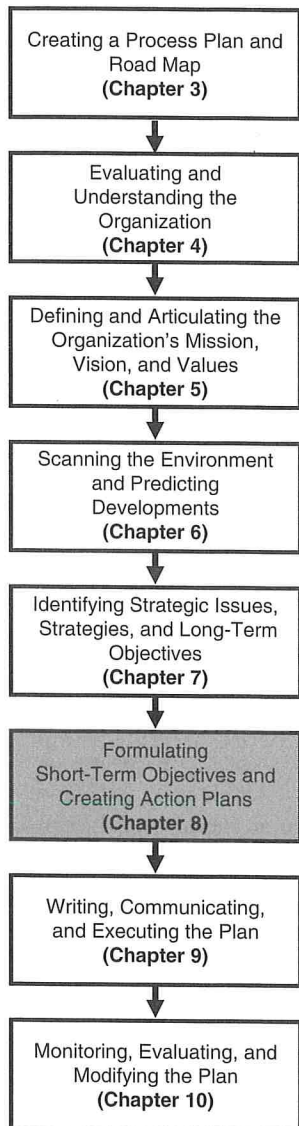 Creating a Process Plan and
Road Map
(Chapter 3)
Evaluating and
Understanding the
Organization
(Chapter 4)
Defining and Articulating the
Organization's Mission,
Vision, and Values
(Chapter 5)
Scanning the Environment
and Predicting
Developments
(Chapter 6)
Identifying Strategic Issues,
Strategies, and Long-Term
Objectives
(Chapter 7)
Formulating
Short-Term Objectives and
Creating Action Plans
(Chapter 8)
Writing, Communicating,
and Executing the Plan
(Chapter 9)
Monitoring, Evaluating, and
Modifying the Plan
(Chapter 10)